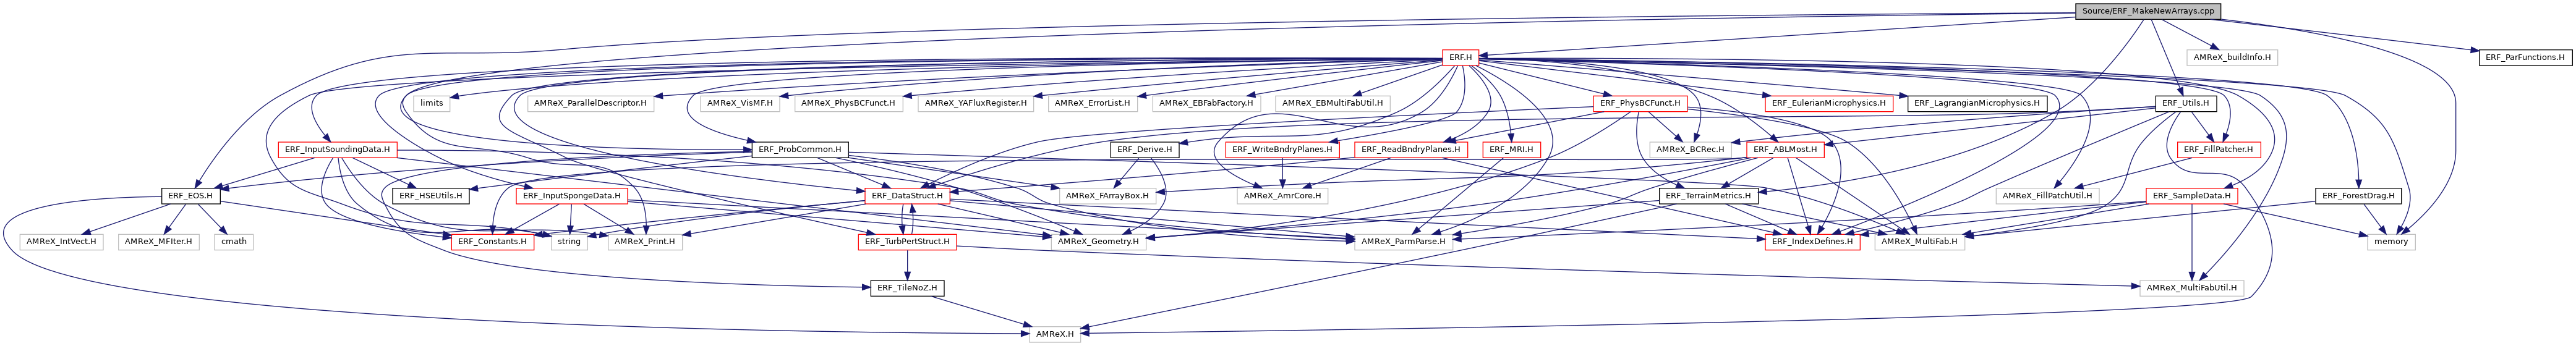 Source/ERF_MakeNewArrays.cpp
ERF.H
AMReX_buildInfo.H
ERF_ParFunctions.H
limits
AMReX_ParallelDescriptor.H
AMReX_VisMF.H
AMReX_PhysBCFunct.H
AMReX_YAFluxRegister.H
AMReX_ErrorList.H
AMReX_EBFabFactory.H
AMReX_EBMultiFabUtil.H
ERF_PhysBCFunct.H
ERF_EulerianMicrophysics.H
ERF_LagrangianMicrophysics.H
ERF_Utils.H
ERF_InputSoundingData.H
ERF_ProbCommon.H
ERF_Derive.H
ERF_WriteBndryPlanes.H
ERF_ReadBndryPlanes.H
ERF_MRI.H
AMReX_BCRec.H
ERF_ABLMost.H
ERF_FillPatcher.H
ERF_EOS.H
ERF_HSEUtils.H
ERF_InputSpongeData.H
ERF_DataStruct.H
AMReX_FArrayBox.H
AMReX_AmrCore.H
ERF_TerrainMetrics.H
AMReX_FillPatchUtil.H
ERF_SampleData.H
ERF_ForestDrag.H
AMReX_IntVect.H
AMReX_MFIter.H
cmath
ERF_Constants.H
string
AMReX_Print.H
ERF_TurbPertStruct.H
AMReX_Geometry.H
AMReX_ParmParse.H
ERF_IndexDefines.H
AMReX_MultiFab.H
memory
ERF_TileNoZ.H
AMReX_MultiFabUtil.H
AMReX.H